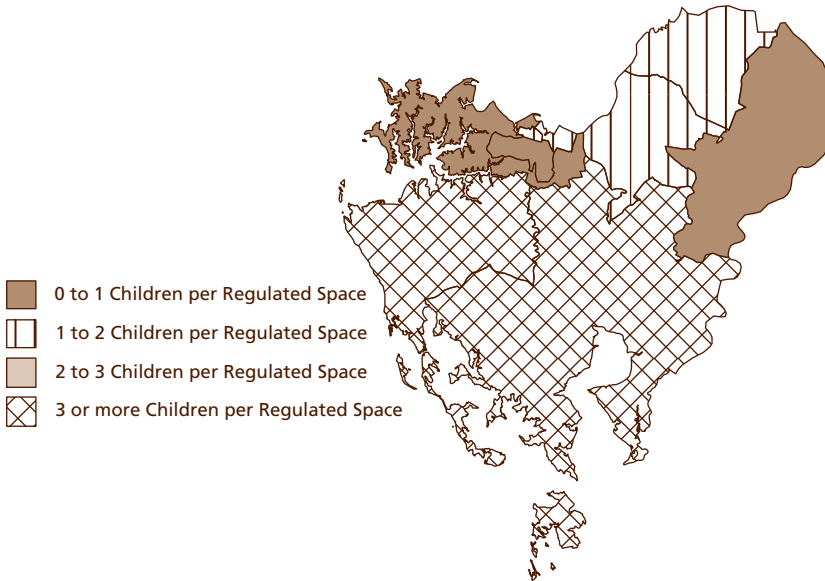 0 to 1 Children per Regulated Space
1 to 2 Children per Regulated Space
2 to 3 Children per Regulated Space
3 or more Children per Regulated Space